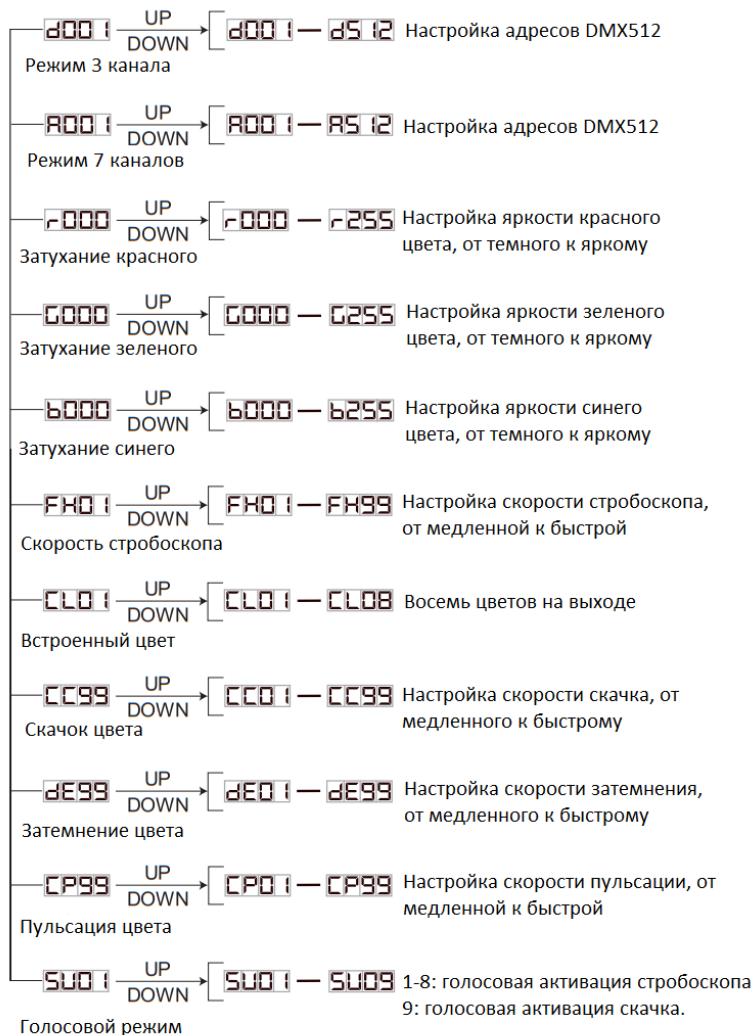 d001 UP DOWN d001 — d512 Настройка адресов DMX512
Режим 3 канала
A001 UP DOWN A001 — A512 Настройка адресов DMX512
Режим 7 каналов
r000 UP DOWN r000 — r255 Настройка яркости красного
цвета, от темного к яркому
Затухание красного
G000 UP DOWN G000 — G255 Настройка яркости зеленого
цвета, от темного к яркому
Затухание зеленого
b000 UP DOWN b000 — b255 Настройка яркости синего
цвета, от темного к яркому
Затухание синего
FH01 UP DOWN FH01 — FH99 Настройка скорости стробоскопа,
от медленной к быстрой
Скорость стробоскопа
CL01 UP DOWN CL01 — CL08 Восемь цветов на выходе
Встроенный цвет
CC99 UP DOWN CC01 — CC99 Настройка скорости скачка, от
медленного к быстрому
Скачок цвета
dE99 UP DOWN dE01 — dE99 Настройка скорости затемнения,
от медленного к быстрому
Затемнение цвета
CP99 UP DOWN CP01 — CP99 Настройка скорости пульсации, от
медленной к быстрой
Пульсация цвета
SU01 UP DOWN SU01 — SU09 1-8: голосовая активация стробоскопа
9: голосовая активация скачка.
Голосовой режим